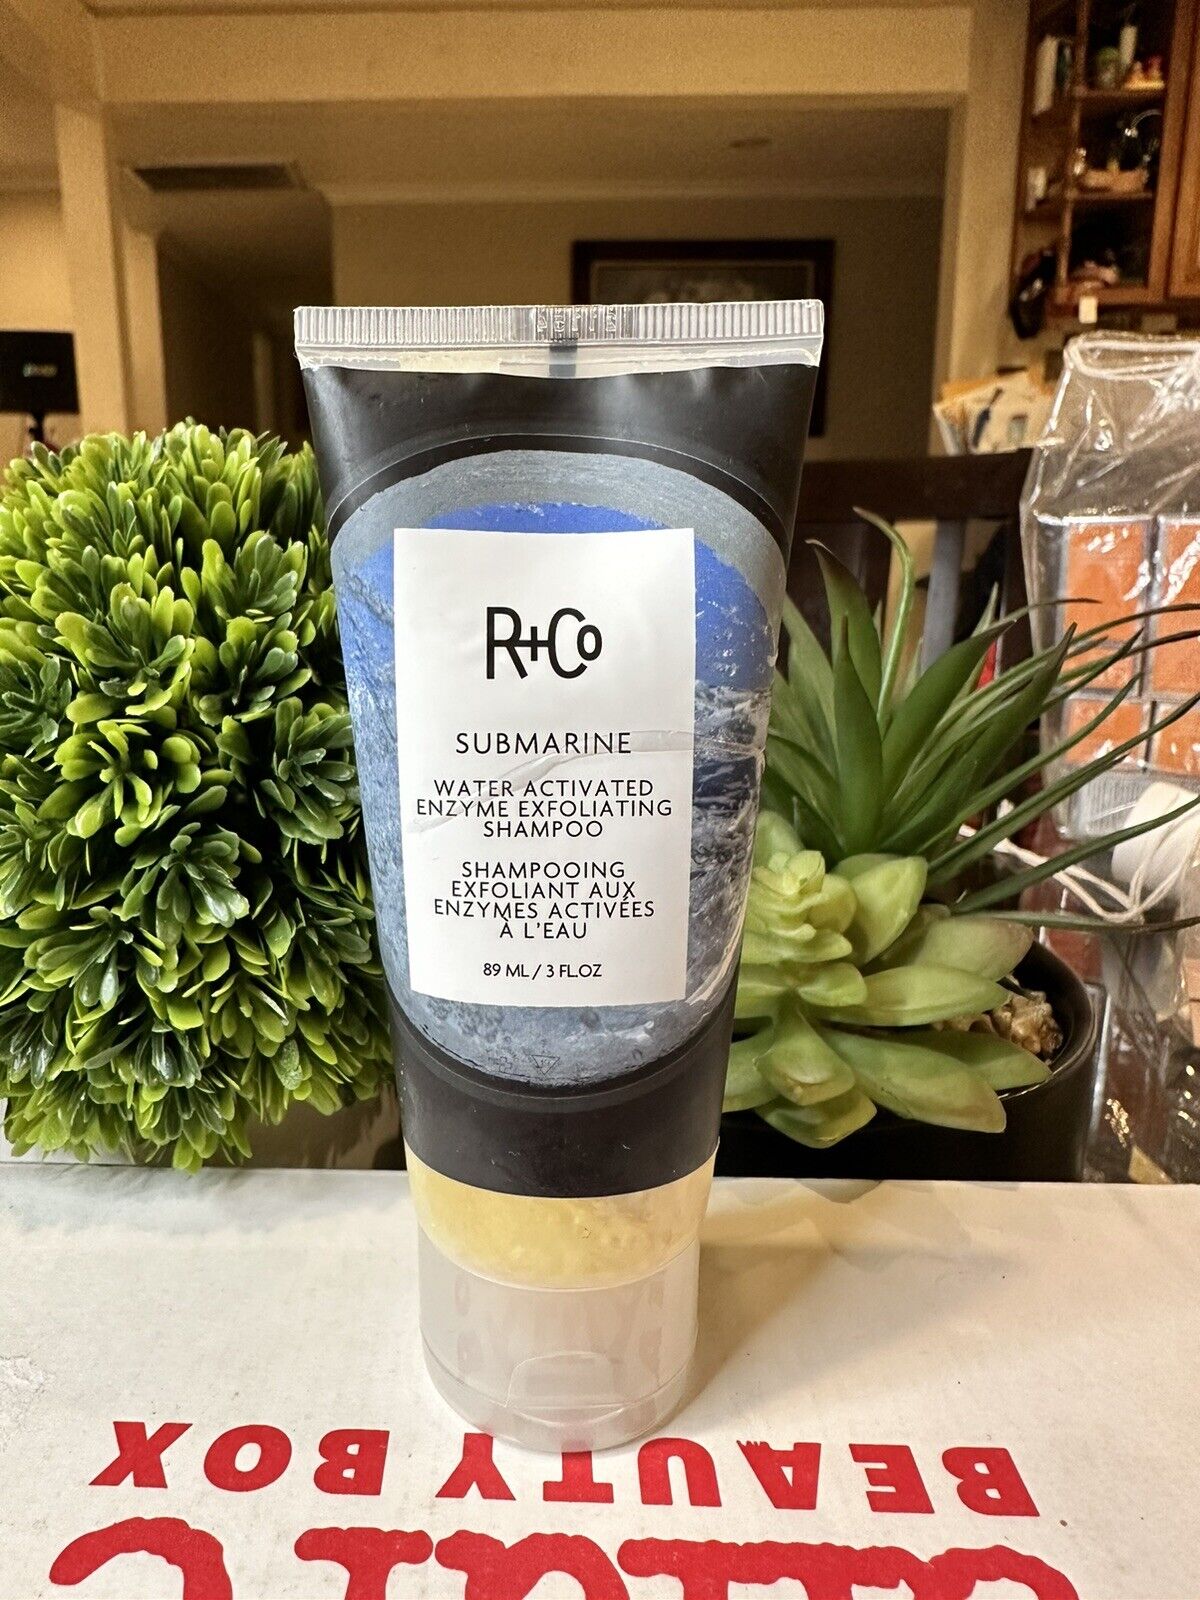 R+Co
SUBMARINE
WATER ACTIVATED
ENZYME EXFOLIATING
SHAMPOO
SHAMPOOING
EXFOLIANT AUX
ENZYMES ACTIVÉES
À L'EAU
89 ML / 3 FL OZ
BEAUTY BOX